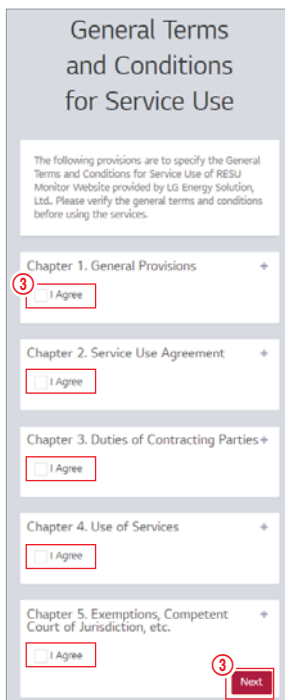 General Terms
and Conditions
for Service Use
The following provisions are to specify the General
Terms and Conditions for Service Use of RESU
Monitor Website provided by LG Energy Solution,
Ltd. Please verify the general terms and conditions
before using the services.
Chapter 1. General Provisions +
③
I Agree
Chapter 2. Service Use Agreement +
I Agree
Chapter 3. Duties of Contracting Parties +
I Agree
Chapter 4. Use of Services +
I Agree
Chapter 5. Exemptions, Competent +
Court of Jurisdiction, etc.
I Agree
③
Next